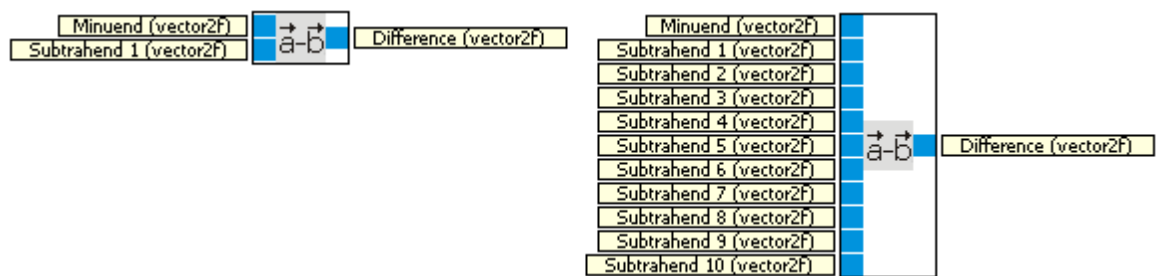 Minuend (vector2f)
Subtrahend 1 (vector2f)
a-b
Difference (vector2f)
Minuend (vector2f)
Subtrahend 1 (vector2f)
Subtrahend 2 (vector2f)
Subtrahend 3 (vector2f)
Subtrahend 4 (vector2f)
Subtrahend 5 (vector2f)
Subtrahend 6 (vector2f)
Subtrahend 7 (vector2f)
Subtrahend 8 (vector2f)
Subtrahend 9 (vector2f)
Subtrahend 10 (vector2f)
a-b
Difference (vector2f)